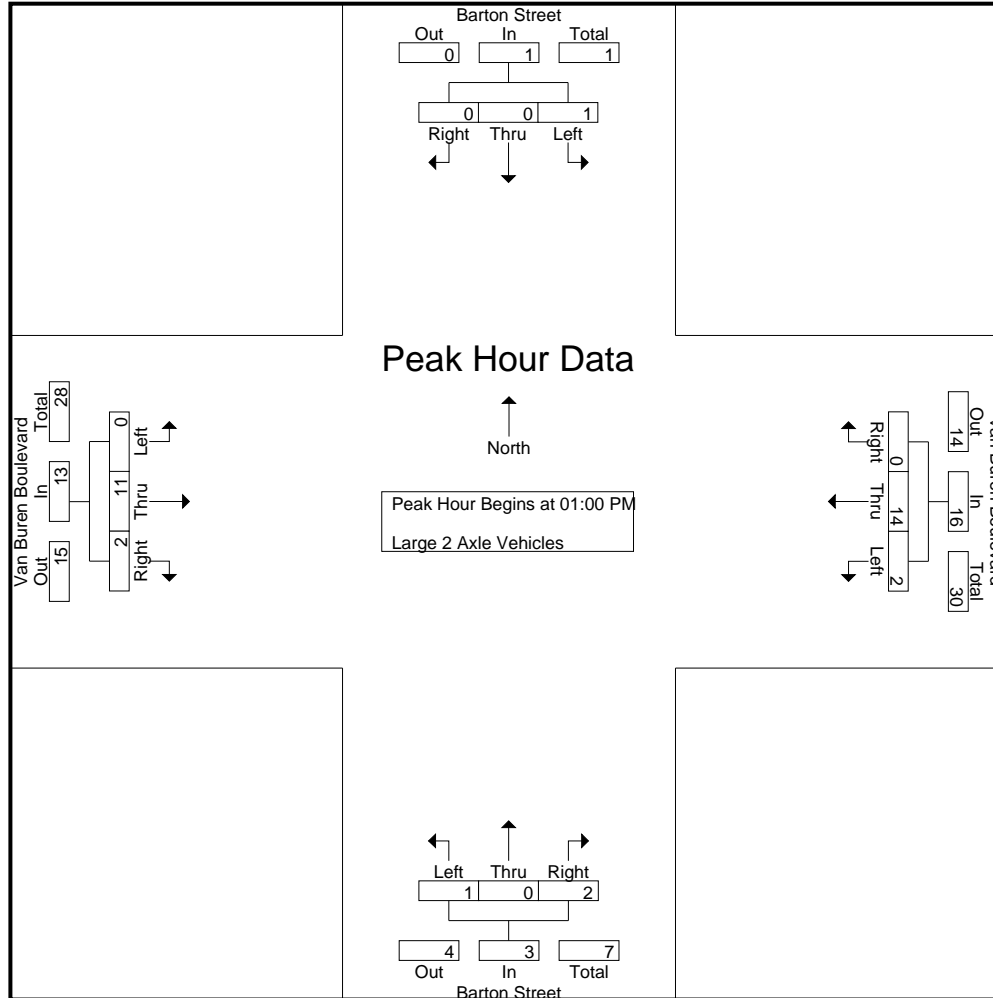 Barton Street
Out In Total
0 1 1
0 0 1
Right Thru Left
Peak Hour Data
North
Peak Hour Begins at 01:00 PM
Large 2 Axle Vehicles
Van Buren Boulevard
Total In Out
28 13 15
0 11 2
Left Thru Right
Right Thru Left
0 14 2
14 16 30
Out In Total
Van Buren Boulevard
Left Thru Right
1 0 2
4 3 7
Out In Total
Barton Street